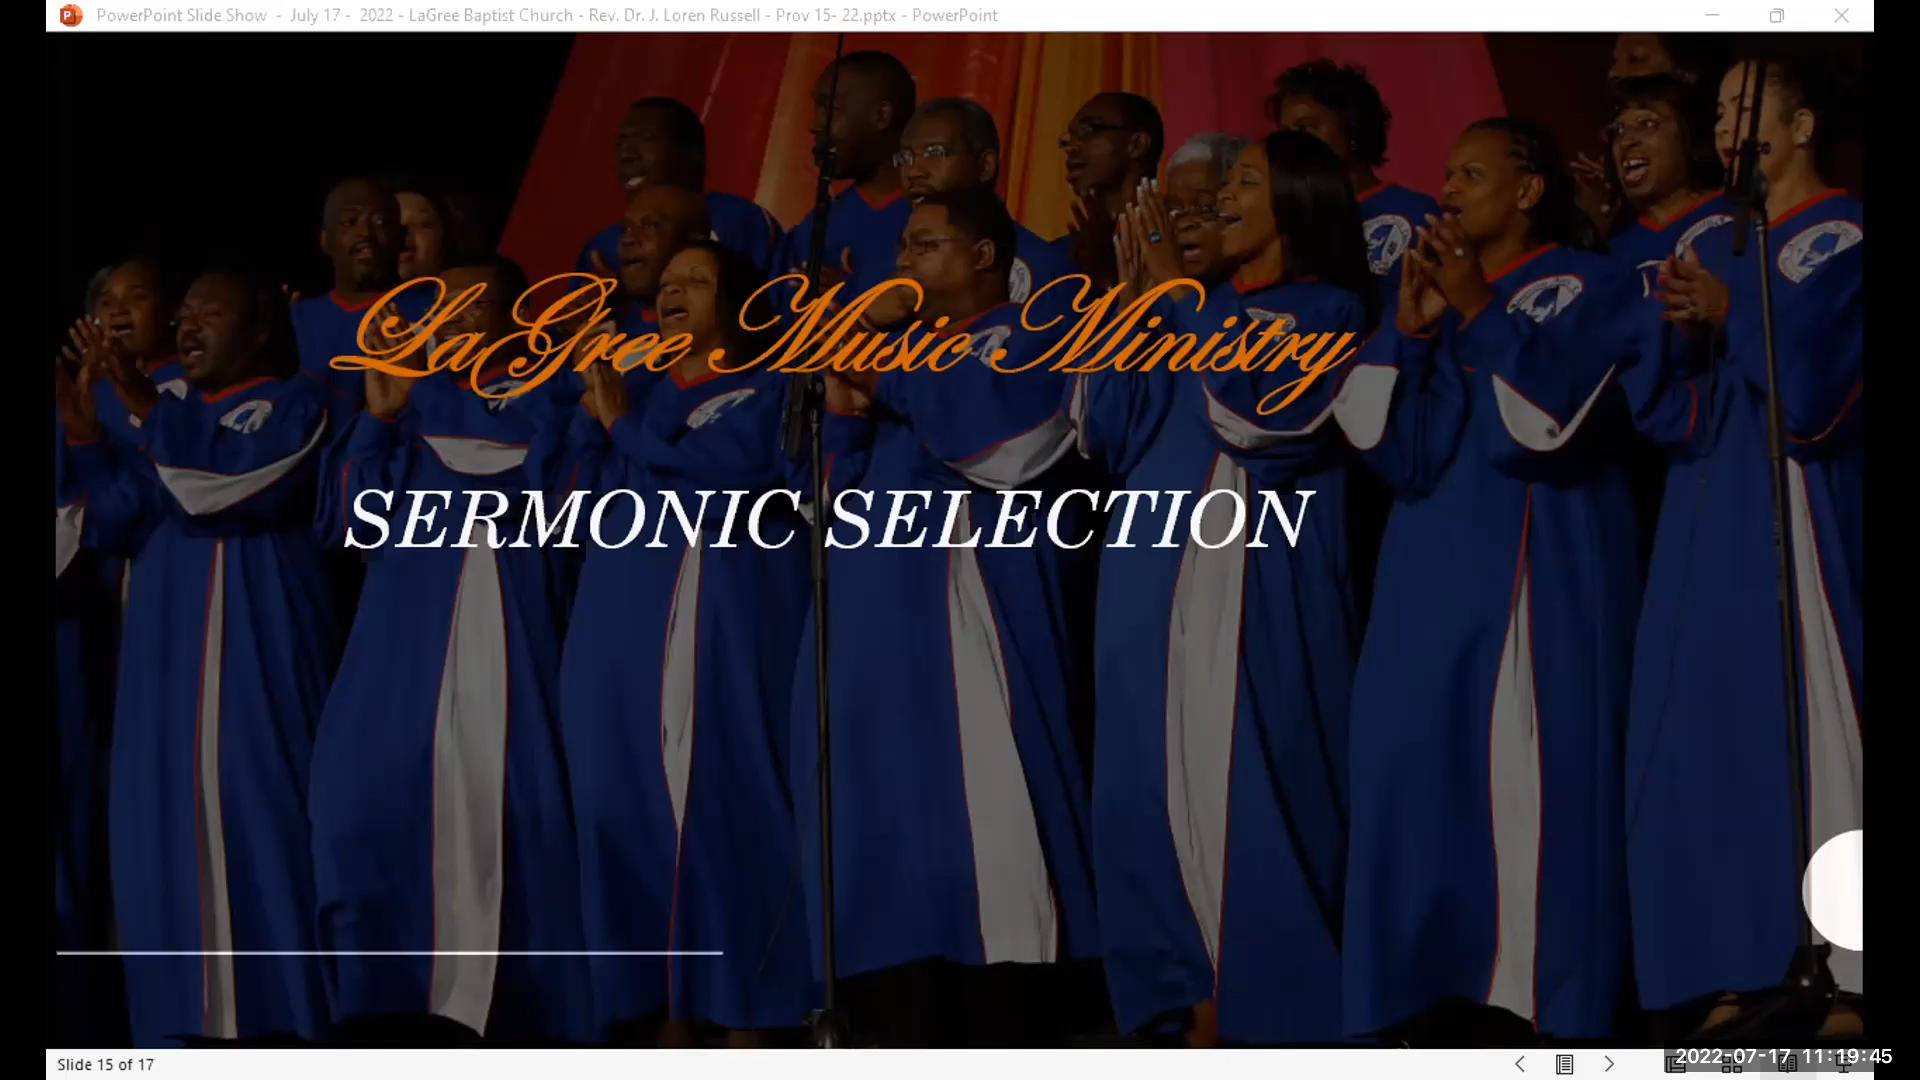 PowerPoint Slide Show - July 17 - 2022 - LaGree Baptist Church - Rev. Dr. J. Loren Russell - Prov 15- 22.pptx - PowerPoint
LaGree Music Ministry
SERMONIC SELECTION
Slide 15 of 17
2022-07-17 11:19:45